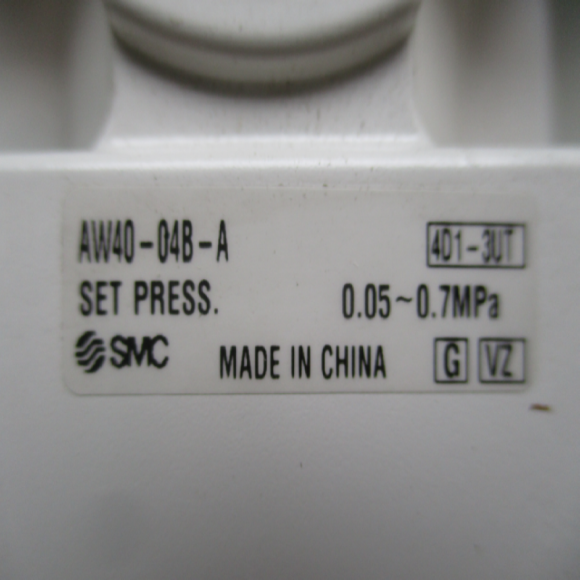 AW40-04B-A 4D1-3UT
SET PRESS. 0.05~0.7MPa
SMC MADE IN CHINA G VZ